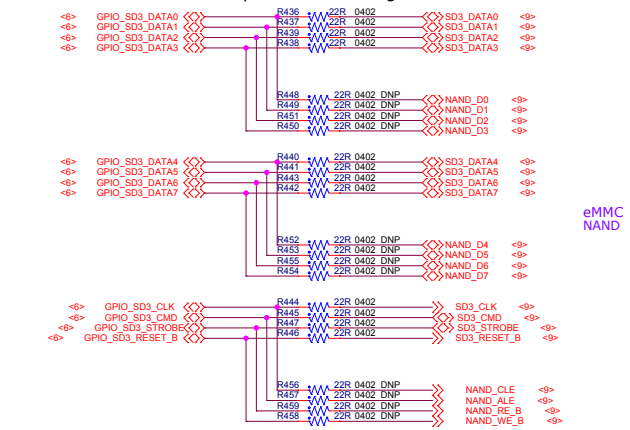 <6> GPIO_SD3_DATA0 R436 22R 0402 SD3_DATA0 <9>
<6> GPIO_SD3_DATA1 R437 22R 0402 SD3_DATA1 <9>
<6> GPIO_SD3_DATA2 R439 22R 0402 SD3_DATA2 <9>
<6> GPIO_SD3_DATA3 R438 22R 0402 SD3_DATA3 <9>
R448 22R 0402 DNP NAND_D0 <9>
R449 22R 0402 DNP NAND_D1 <9>
R451 22R 0402 DNP NAND_D2 <9>
R450 22R 0402 DNP NAND_D3 <9>
<6> GPIO_SD3_DATA4 R440 22R 0402 SD3_DATA4 <9>
<6> GPIO_SD3_DATA5 R441 22R 0402 SD3_DATA5 <9>
<6> GPIO_SD3_DATA6 R443 22R 0402 SD3_DATA6 <9>
<6> GPIO_SD3_DATA7 R442 22R 0402 SD3_DATA7 <9>
eMMC
NAND
R452 22R 0402 DNP NAND_D4 <9>
R453 22R 0402 DNP NAND_D5 <9>
R455 22R 0402 DNP NAND_D6 <9>
R454 22R 0402 DNP NAND_D7 <9>
<6> GPIO_SD3_CLK R444 22R 0402 SD3_CLK <9>
<6> GPIO_SD3_CMD R445 22R 0402 SD3_CMD <9>
<6> GPIO_SD3_STROBE R447 22R 0402 SD3_STROBE <9>
<6> GPIO_SD3_RESET_B R446 22R 0402 SD3_RESET_B <9>
R456 22R 0402 DNP NAND_CLE <9>
R457 22R 0402 DNP NAND_ALE <9>
R459 22R 0402 DNP NAND_RE_B <9>
R458 22R 0402 DNP NAND_WE_B <9>